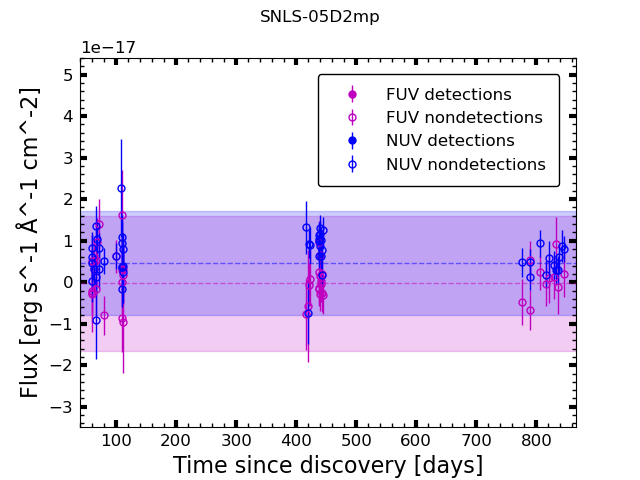 SNLS-05D2mp
1e−17
FUV detections
FUV nondetections
NUV detections
NUV nondetections
5
4
3
2
1
0
−1
−2
−3
Flux [erg s^-1 Å^-1 cm^-2]
100 200 300 400 500 600 700 800
Time since discovery [days]